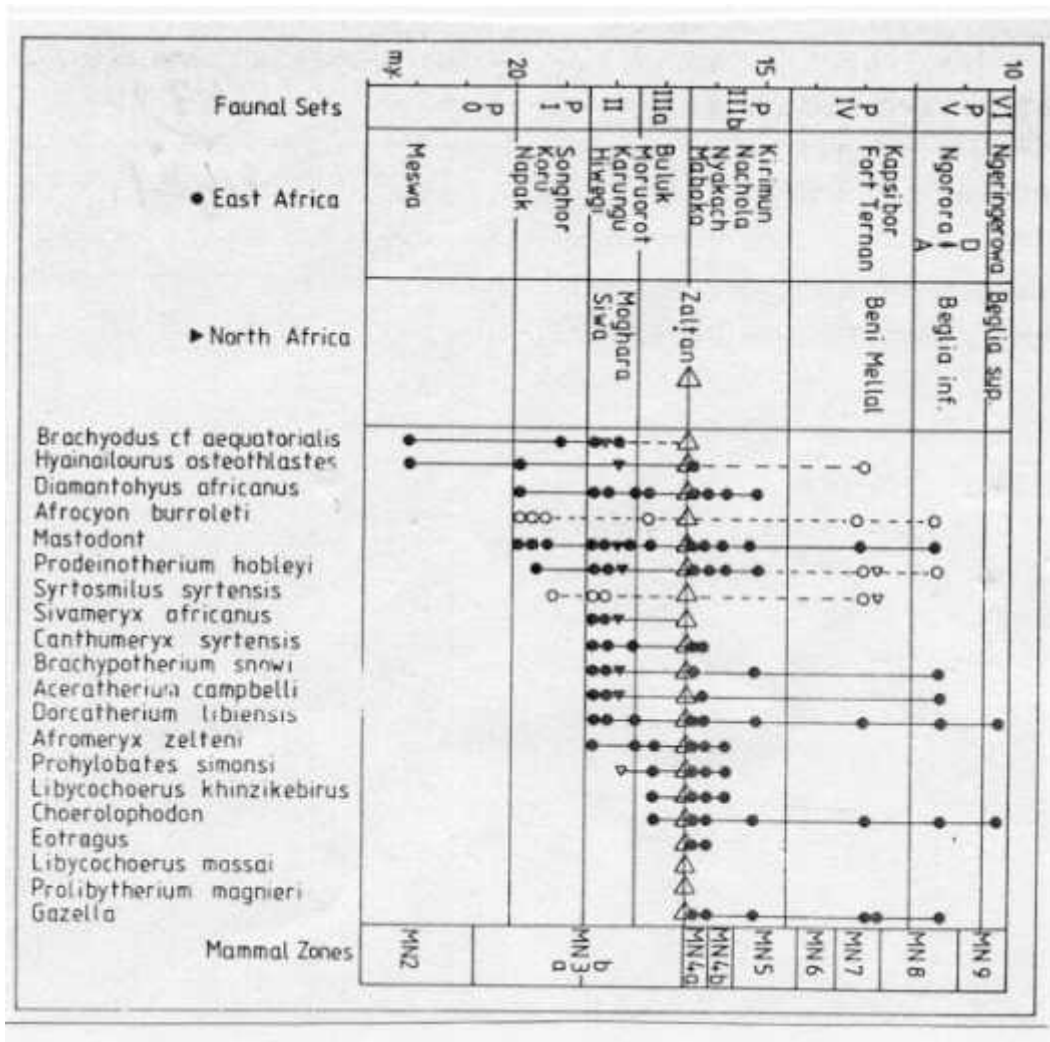 my 20 15 10
Faunal Sets P 0 P I P II IIIa IIIb P P IV P V VI
● East Africa
Meswa
Napak
Koru
Songhor
Hiwegi
Karungu
Moruorot
Buluk
Maboko
Nyakach
Nachola
Kirimun
Fort Ternan
Kapsibor
Ngorora
A
D
Ngeringerowa
▶ North Africa
Siwa
Moghara
Zaltan
Beni Mellal
Beglia inf.
Beglia sup.
Brachyodus cf aequatorialis
Hyainailourus osteothlastes
Diamantohyus africanus
Afrocyon burroleti
Mastodont
Prodeinotherium hobleyi
Syrtosmilus syrtensis
Sivameryx africanus
Canthumeryx syrtensis
Brachypotherium snowi
Aceratherium campbelli
Dorcatherium libiensis
Afromeryx zelteni
Prohylobates simonsi
Libycochoerus khinzikebirus
Choerolophodon
Eotragus
Libycochoerus massai
Prolibytherium magnieri
Gazella
Mammal Zones MN2 MN3 a b MN4a MN4b MN5 MN6 MN7 MN8 MN9